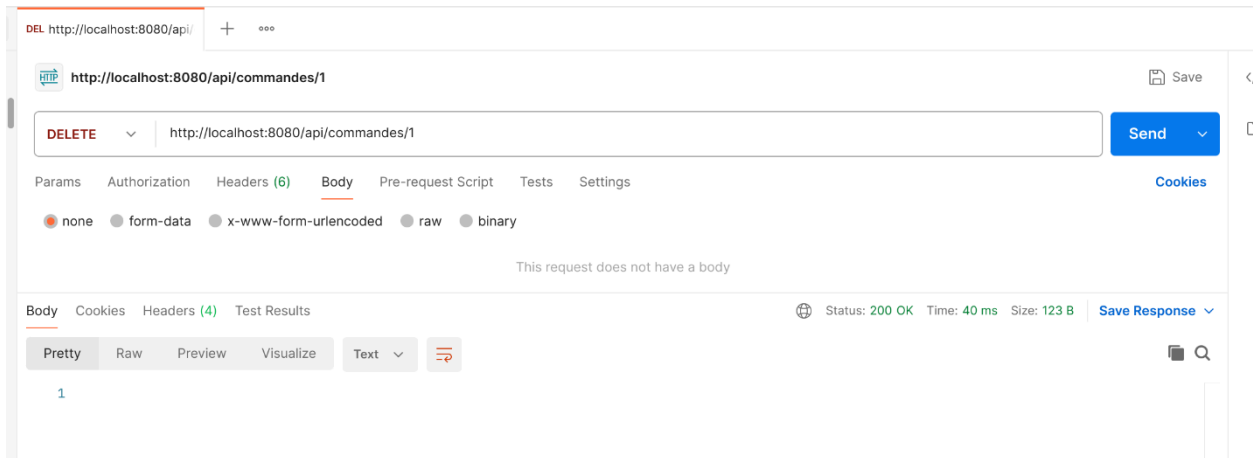 DEL http://localhost:8080/api/
HTTP http://localhost:8080/api/commandes/1 Save
DELETE http://localhost:8080/api/commandes/1 Send
Params Authorization Headers (6) Body Pre-request Script Tests Settings Cookies
none form-data x-www-form-urlencoded raw binary
This request does not have a body
Body Cookies Headers (4) Test Results Status: 200 OK Time: 40 ms Size: 123 B Save Response
Pretty Raw Preview Visualize Text
1